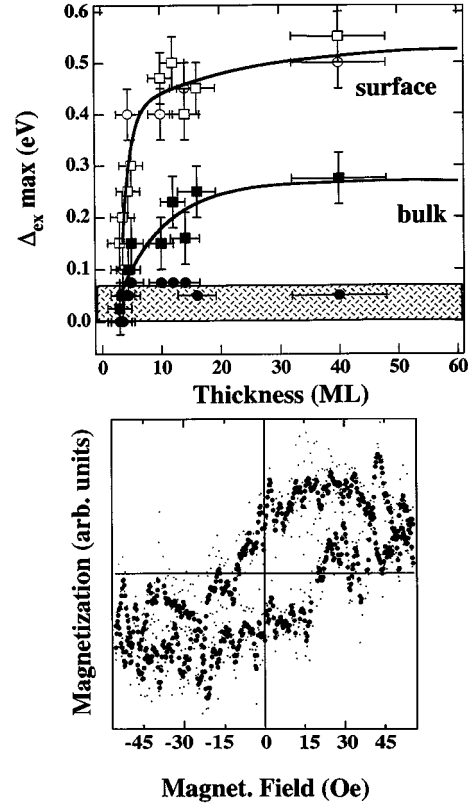 0.6
0.5
0.4
0.3
0.2
0.1
0.0
Δex max (eV)
surface
bulk
0 10 20 30 40 50 60
Thickness (ML)
Magnetization (arb. units)
-45 -30 -15 0 15 30 45
Magnet. Field (Oe)